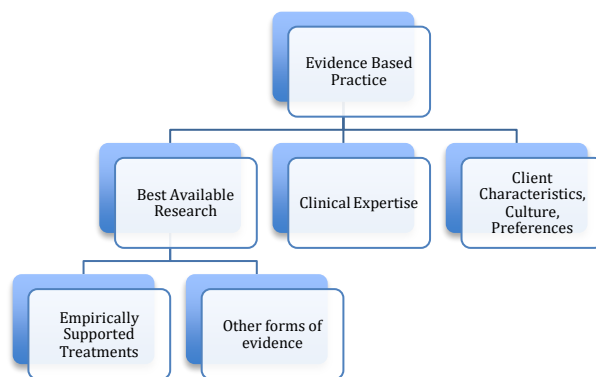 Evidence Based
Practice
Best Available
Research
Clinical Expertise
Client
Characteristics,
Culture,
Preferences
Empirically
Supported
Treatments
Other forms of
evidence